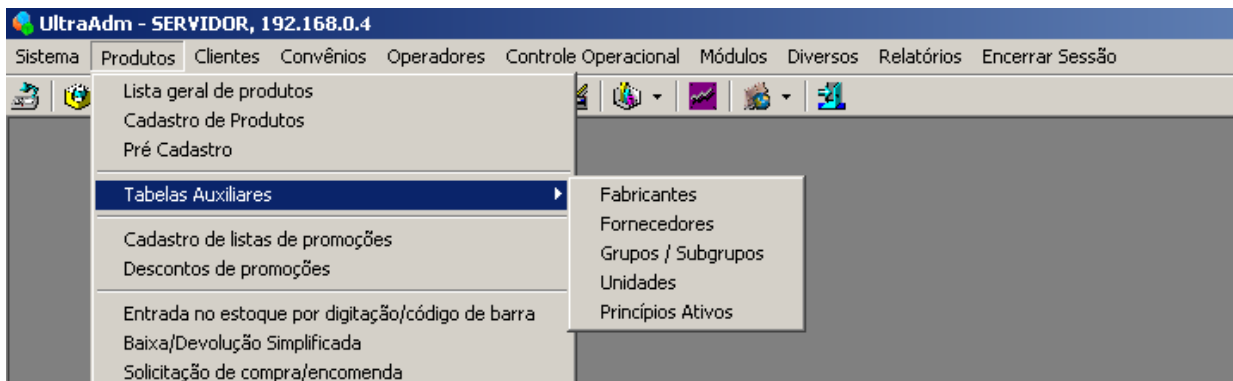 UltraAdm - SERVIDOR, 192.168.0.4
Sistema Produtos Clientes Convênios Operadores Controle Operacional Módulos Diversos Relatórios Encerrar Sessão
Lista geral de produtos
Cadastro de Produtos
Pré Cadastro
Tabelas Auxiliares
Fabricantes
Fornecedores
Grupos / Subgrupos
Unidades
Princípios Ativos
Cadastro de listas de promoções
Descontos de promoções
Entrada no estoque por digitação/código de barra
Baixa/Devolução Simplificada
Solicitação de compra/encomenda